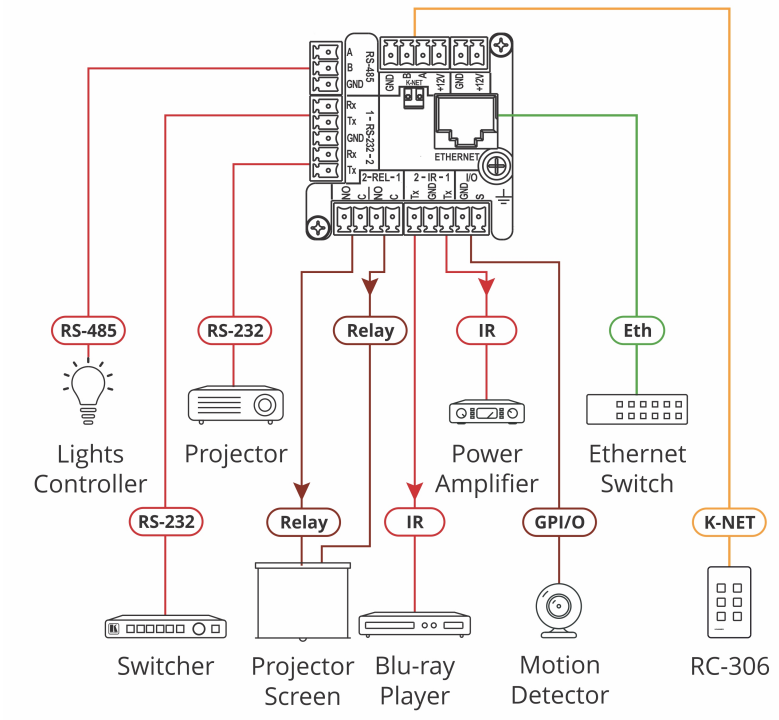 A
B
GND
RS-485
GND
B
A
+12V
GND
+12V
K-NET
Rx
Tx
GND
Rx
Tx
1 - RS-232 - 2
ETHERNET
2-REL-1
2 - IR - 1
I/O
NO
C
NO
C
Tx
GND
Tx
GND
S
RS-485
RS-232
Relay
IR
Eth
Lights
Controller
Projector
Power
Amplifier
Ethernet
Switch
RS-232
Relay
IR
GPI/O
K-NET
Switcher
Projector
Screen
Blu-ray
Player
Motion
Detector
RC-306